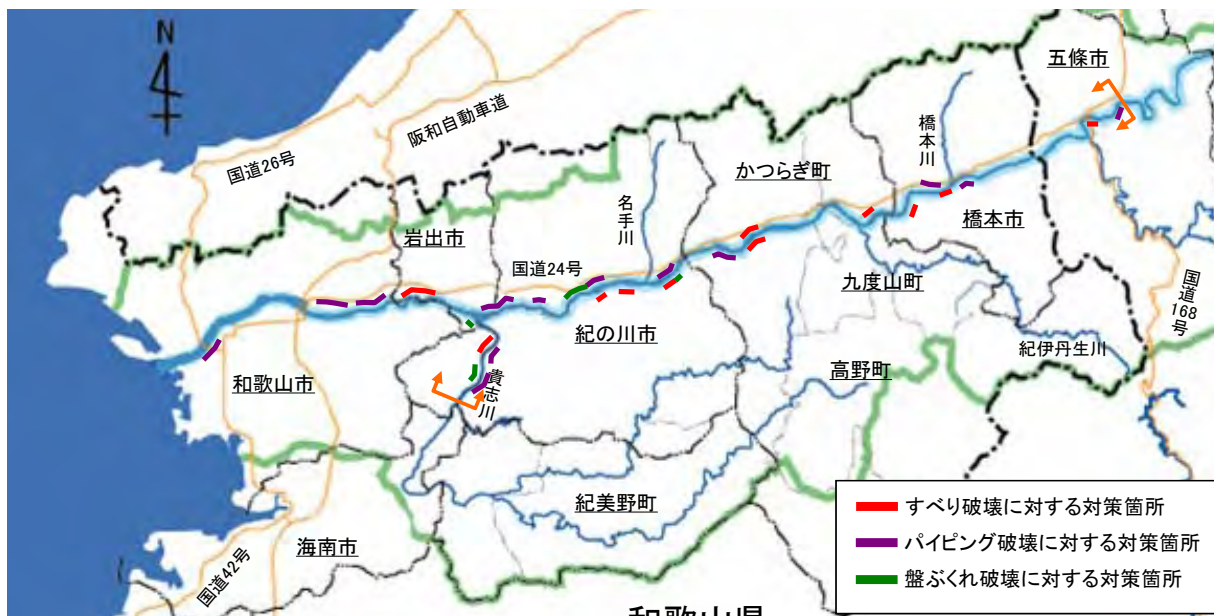 N
五條市
阪和自動車道
橋本川
国道26号
かつらぎ町
名手川
岩出市
橋本市
国道24号
九度山町
国道
168
号
紀の川市
紀伊丹生川
和歌山市
貴志川
高野町
紀美野町
すべり破壊に対する対策箇所
パイピング破壊に対する対策箇所
盤ぶくれ破壊に対する対策箇所
海南市
国道42号
和歌山県